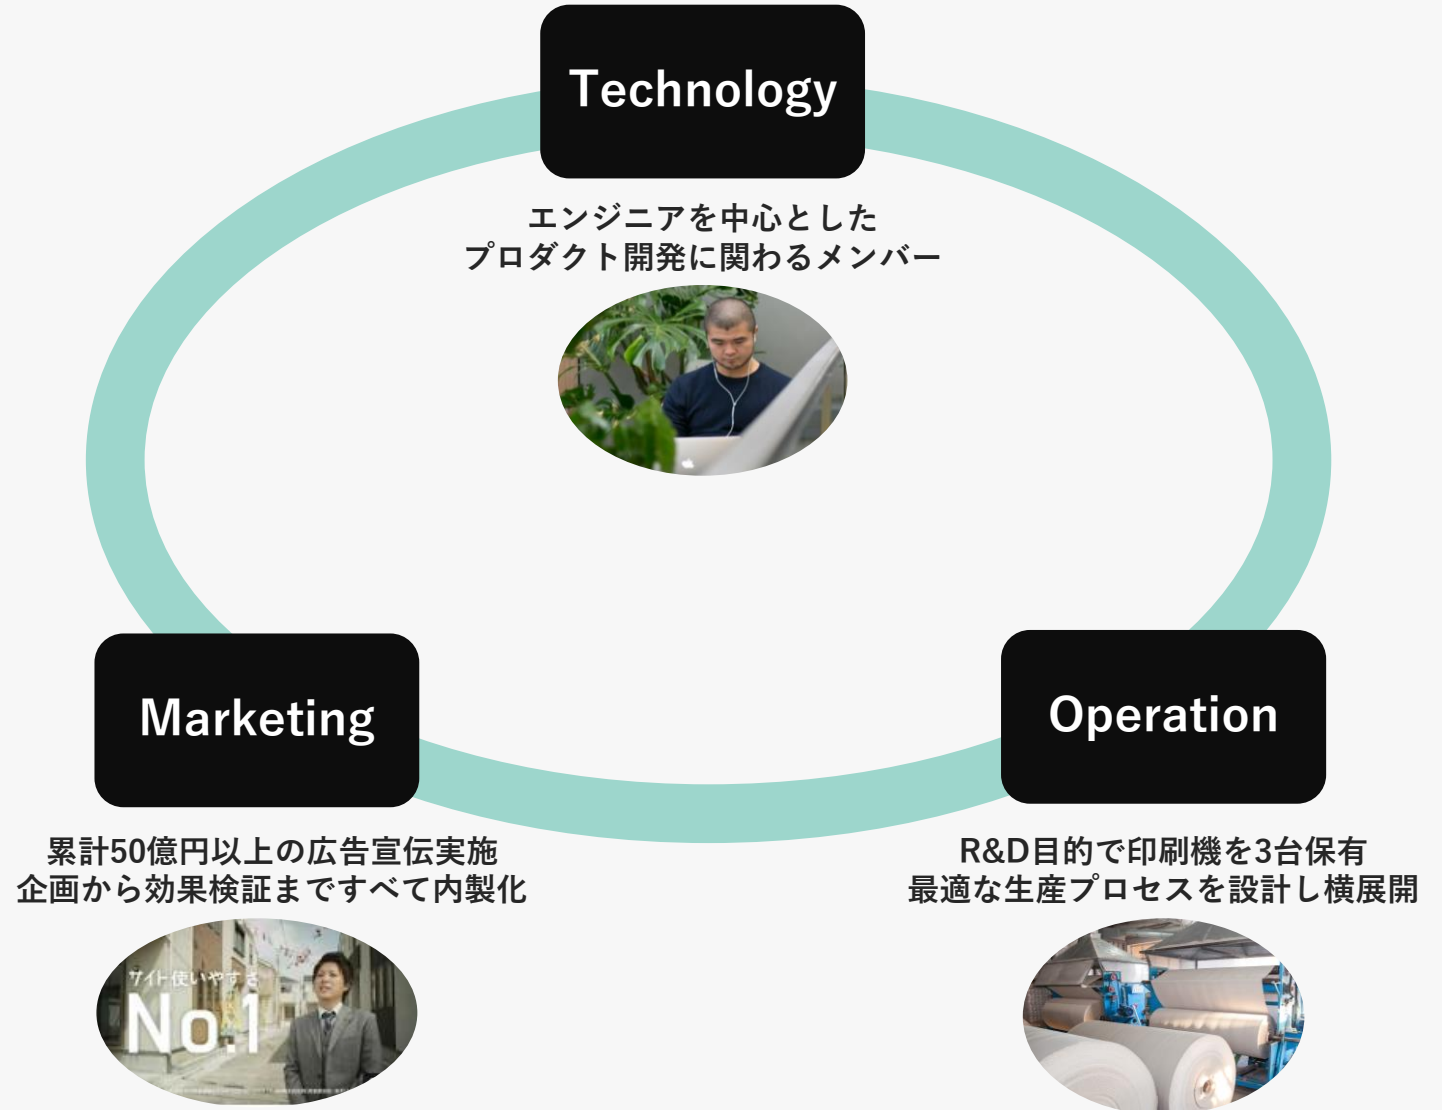 Technology
エンジニアを中心とした
プロダクト開発に関わるメンバー
Marketing
累計50億円以上の広告宣伝実施
企画から効果検証まですべて内製化
サイト使いやすさ
No.1
Operation
R&D目的で印刷機を3台保有
最適な生産プロセスを設計し横展開